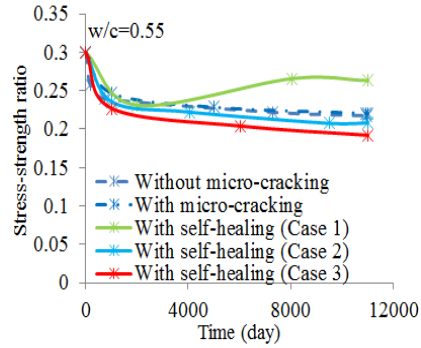 0.35
w/c=0.55
0.3
0.25
0.2
0.15
0.1
0.05
0
Stress-strength ratio
Without micro-cracking
With micro-cracking
With self-healing (Case 1)
With self-healing (Case 2)
With self-healing (Case 3)
0 4000 8000 12000
Time (day)